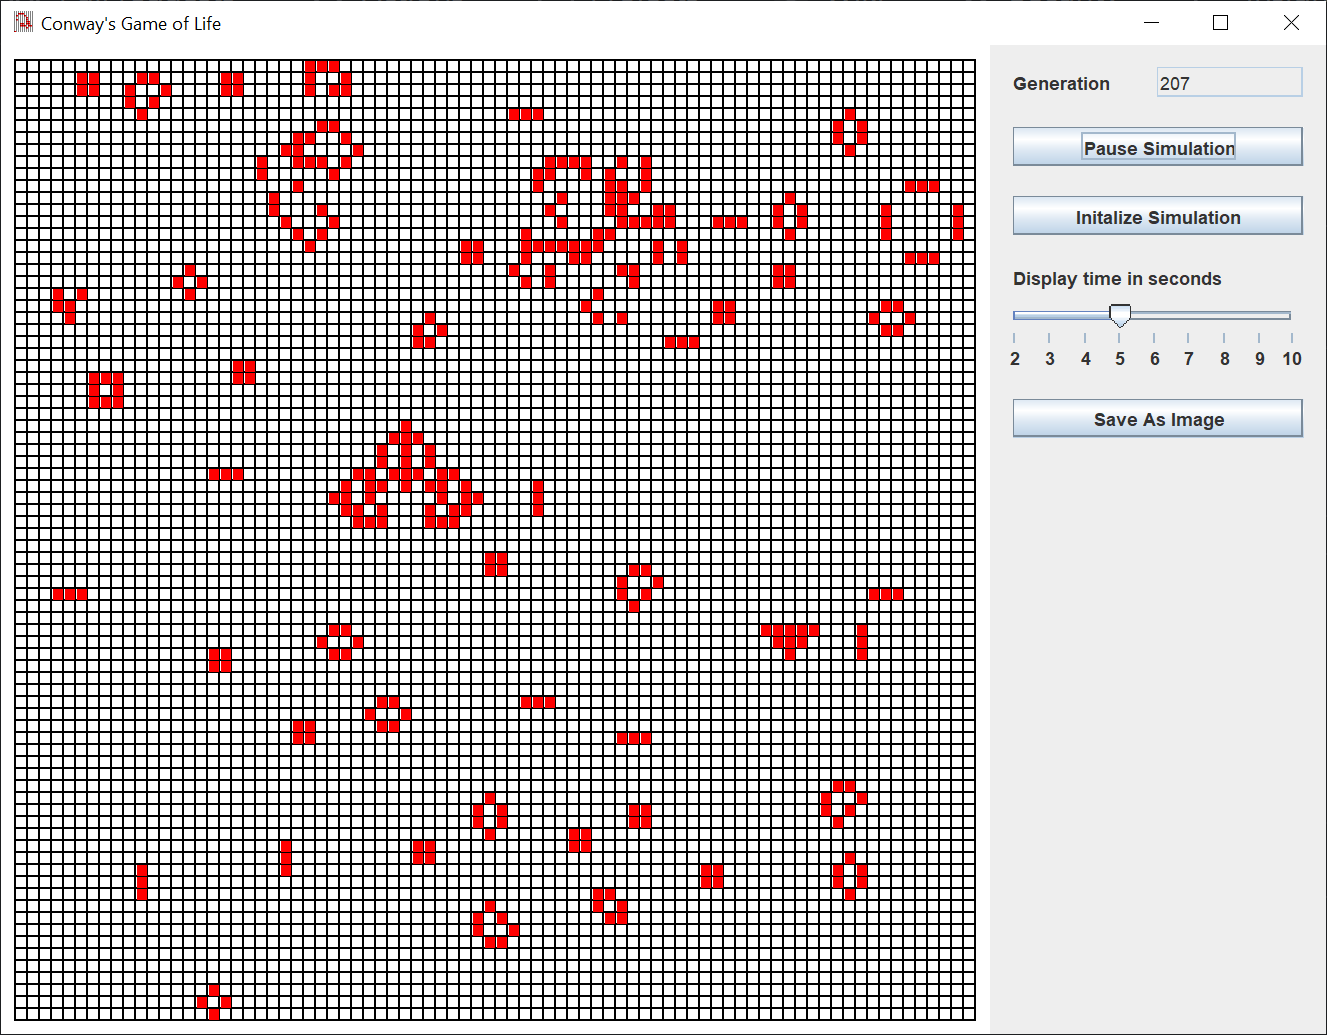 Conway's Game of Life
Generation 207
Pause Simulation
Initalize Simulation
Display time in seconds
2 3 4 5 6 7 8 9 10
Save As Image